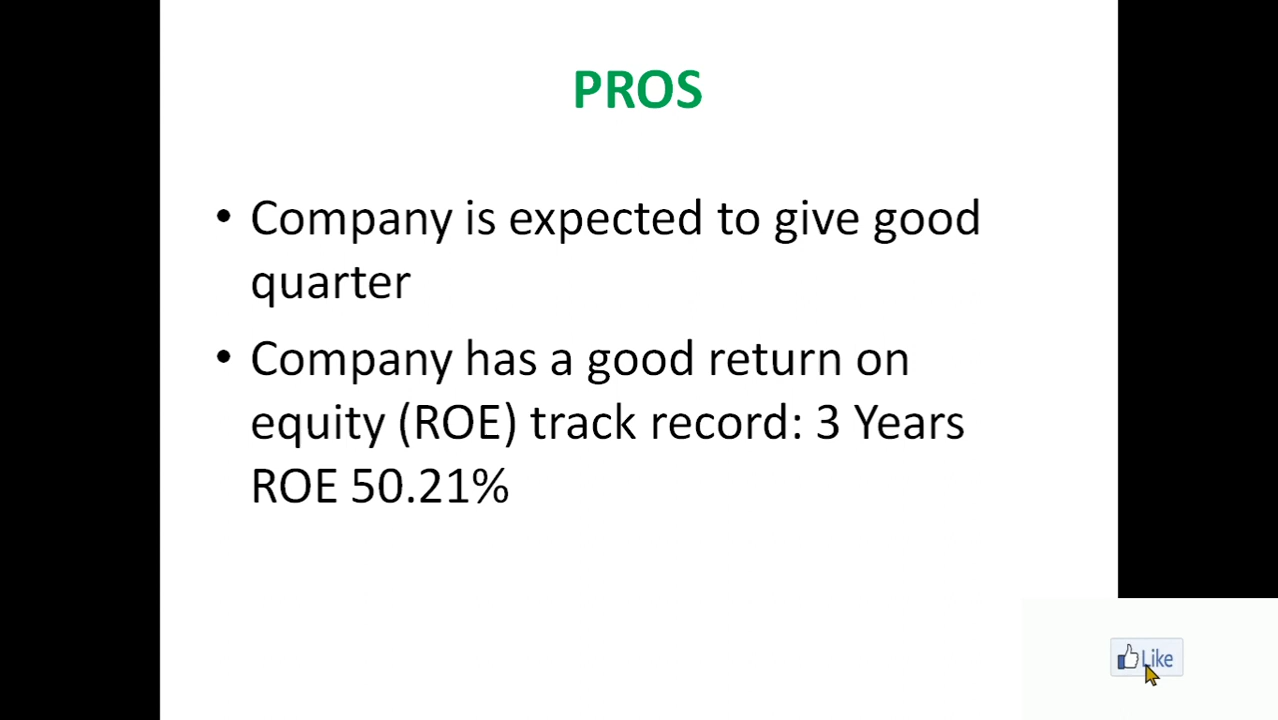 PROS
• Company is expected to give good
quarter
• Company has a good return on
equity (ROE) track record: 3 Years
ROE 50.21%
Like